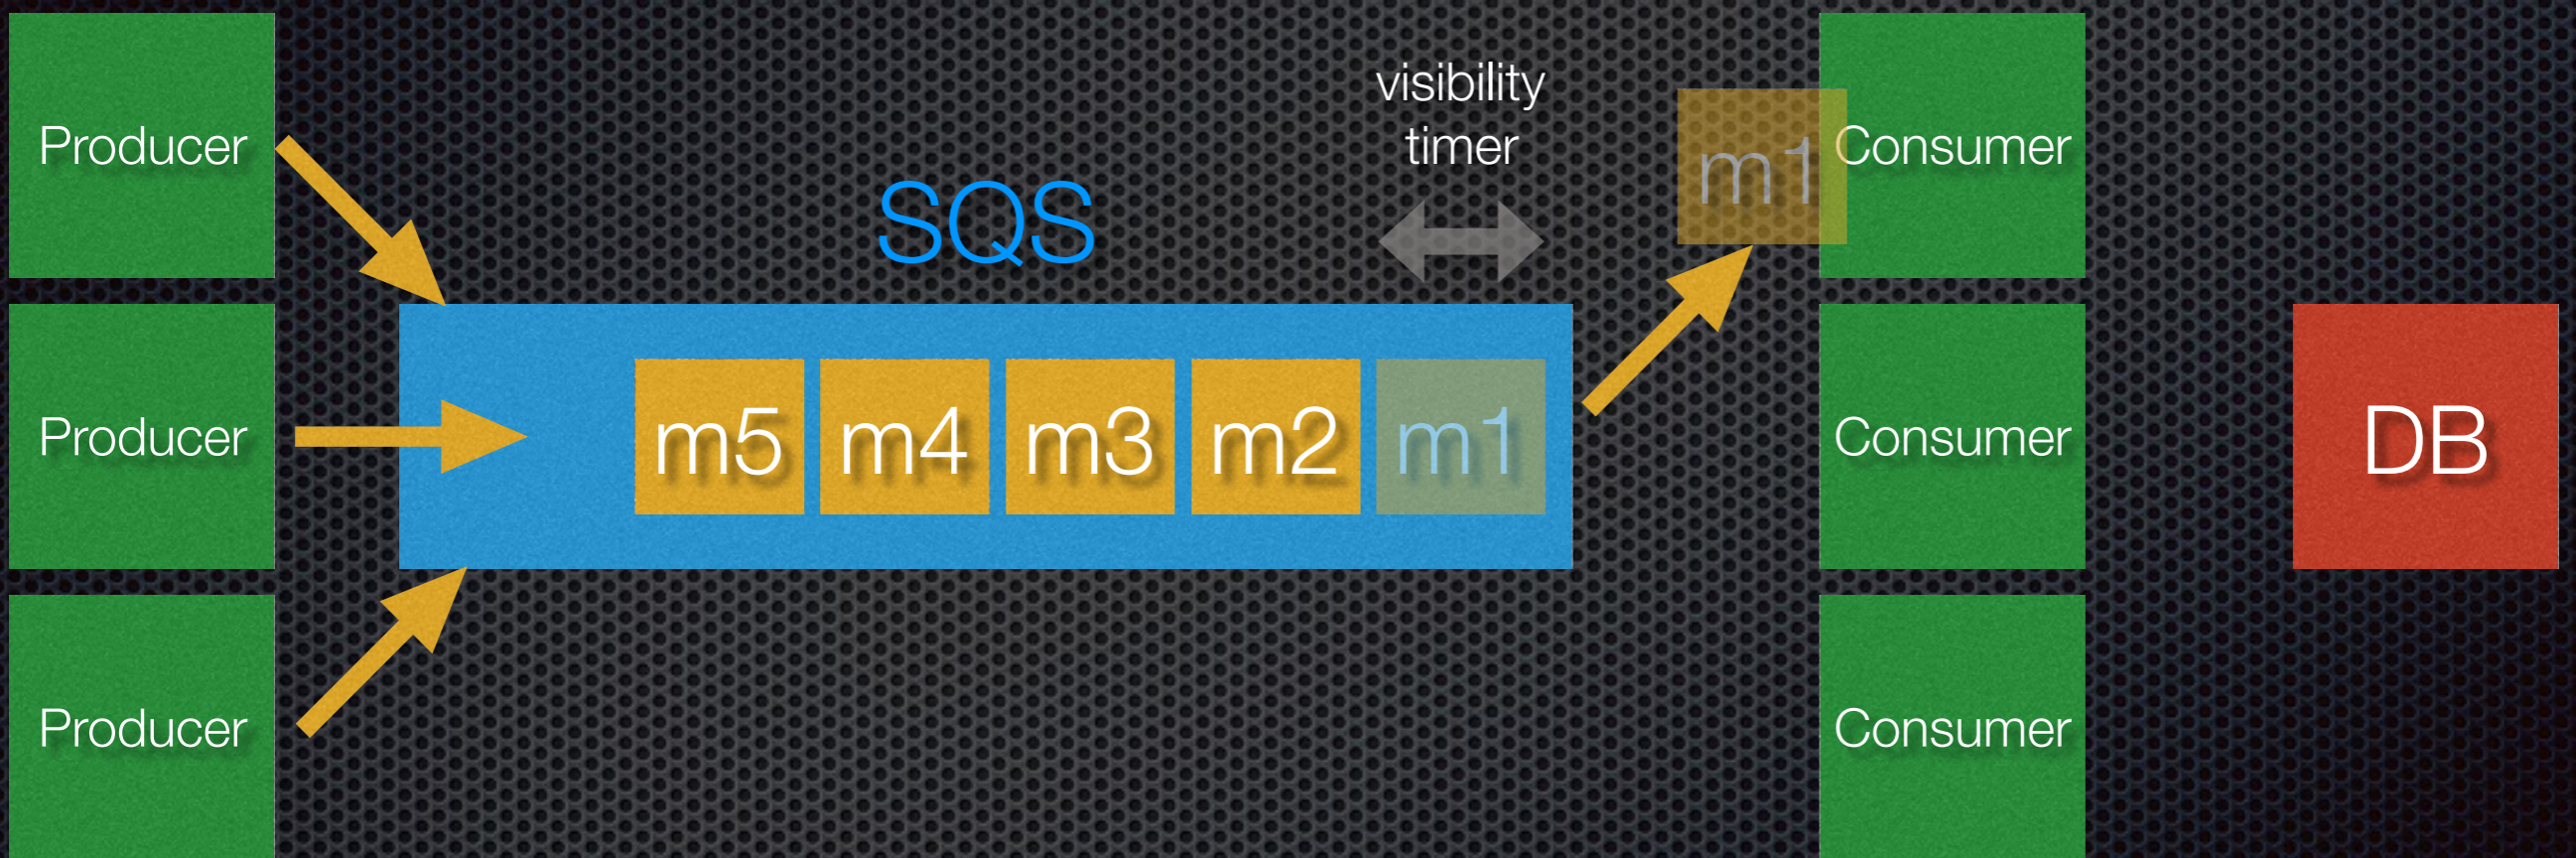 Producer
Producer
Producer
SQS
visibility
timer
m5
m4
m3
m2
m1
m1
Consumer
Consumer
Consumer
DB